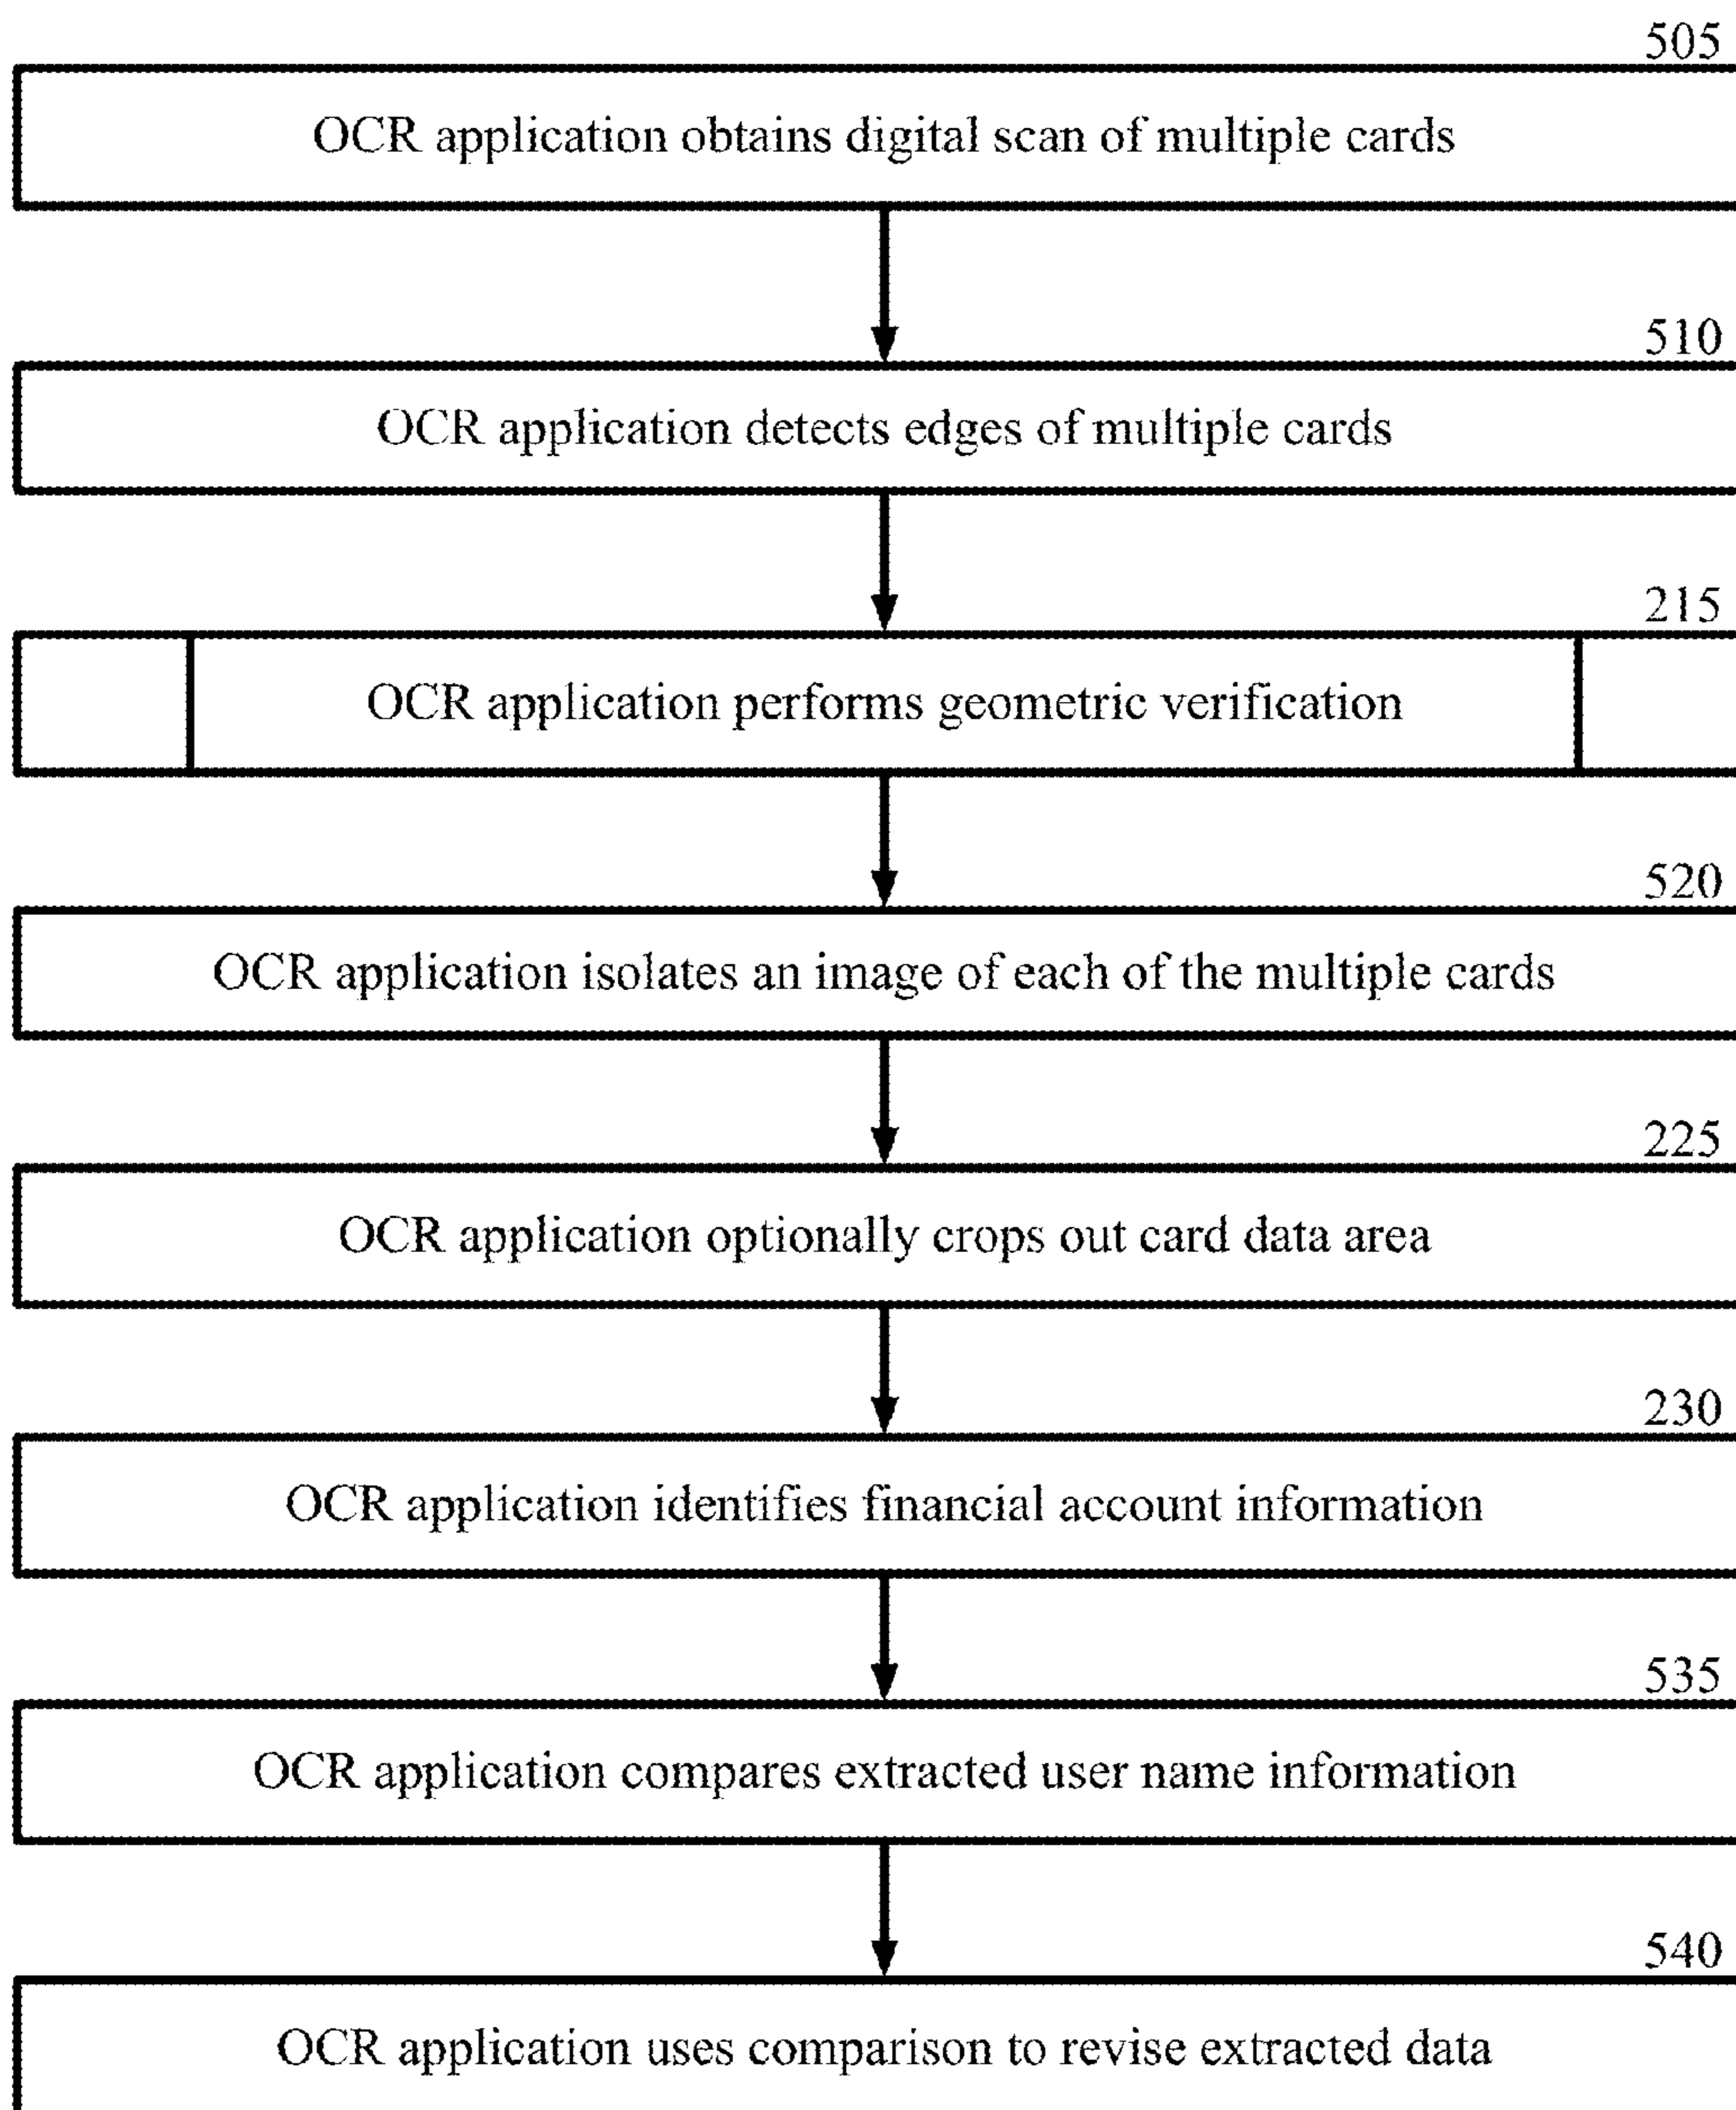 505
OCR application obtains digital scan of multiple cards
510
OCR application detects edges of multiple cards
215
OCR application performs geometric verification
520
OCR application isolates an image of each of the multiple cards
225
OCR application optionally crops out card data area
230
OCR application identifies financial account information
535
OCR application compares extracted user name information
540
OCR application uses comparison to revise extracted data